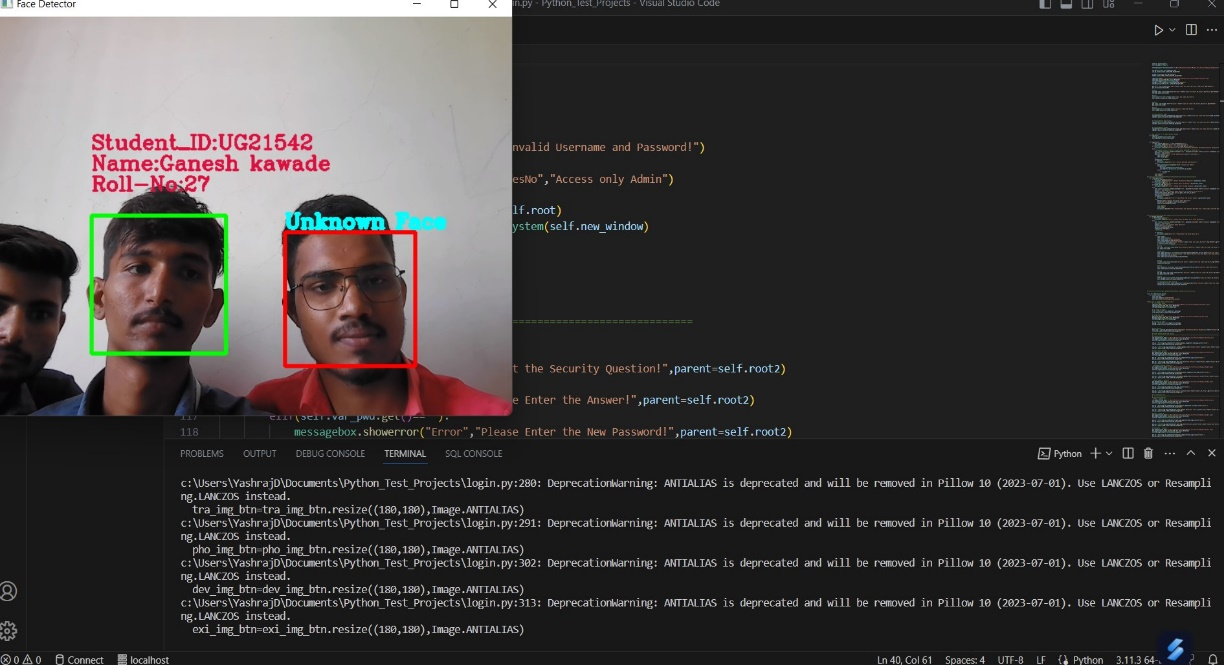 Face Detector
in.py - Python_Test_Projects - Visual Studio Code
Student_ID:UG21542
Name:Ganesh kawade
Roll-No:27
Unknown Face
nvalid Username and Password!")
esNo","Access only Admin")
lf.root)
ystem(self.new_window)
============================
t the Security Question!",parent=self.root2)
e Enter the Answer!",parent=self.root2)
118 messagebox.showerror("Error","Please Enter the New Password!",parent=self.root2)
PROBLEMS OUTPUT DEBUG CONSOLE TERMINAL SQL CONSOLE Python
c:\Users\YashrajD\Documents\Python_Test_Projects\login.py:280: DeprecationWarning: ANTIALIAS is deprecated and will be removed in Pillow 10 (2023-07-01). Use LANCZOS or Resampli
ng.LANCZOS instead.
tra_img_btn=tra_img_btn.resize((180,180),Image.ANTIALIAS)
c:\Users\YashrajD\Documents\Python_Test_Projects\login.py:291: DeprecationWarning: ANTIALIAS is deprecated and will be removed in Pillow 10 (2023-07-01). Use LANCZOS or Resampli
ng.LANCZOS instead.
pho_img_btn=pho_img_btn.resize((180,180),Image.ANTIALIAS)
c:\Users\YashrajD\Documents\Python_Test_Projects\login.py:302: DeprecationWarning: ANTIALIAS is deprecated and will be removed in Pillow 10 (2023-07-01). Use LANCZOS or Resampli
ng.LANCZOS instead.
dev_img_btn=dev_img_btn.resize((180,180),Image.ANTIALIAS)
c:\Users\YashrajD\Documents\Python_Test_Projects\login.py:313: DeprecationWarning: ANTIALIAS is deprecated and will be removed in Pillow 10 (2023-07-01). Use LANCZOS or Resampli
ng.LANCZOS instead.
exi_img_btn=exi_img_btn.resize((180,180),Image.ANTIALIAS)
0 0 Connect localhost Ln 40, Col 61 Spaces: 4 UTF-8 LF Python 3.11.3 64-